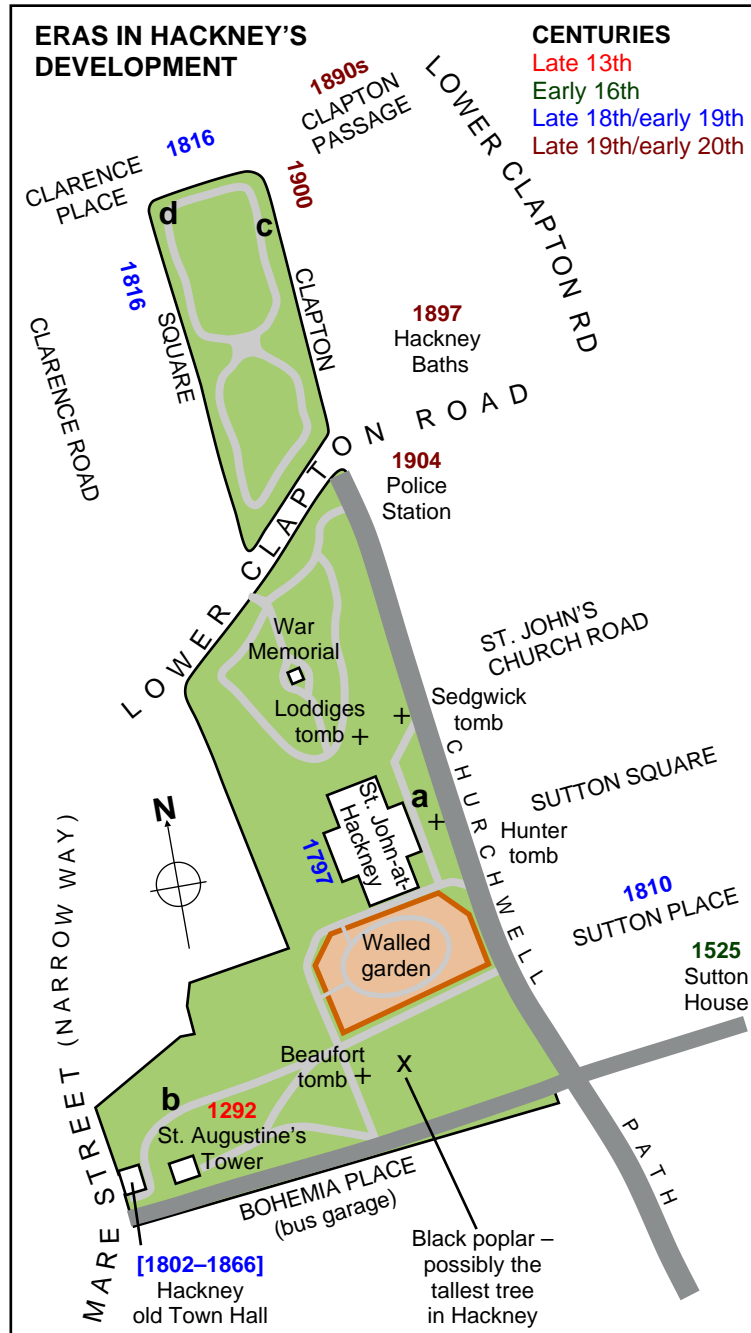 ERAS IN HACKNEY'S
DEVELOPMENT
CENTURIES
Late 13th
Early 16th
Late 18th/early 19th
Late 19th/early 20th
1890s
CLAPTON
PASSAGE
LOWER CLAPTON RD
1816
CLARENCE
PLACE
1900
d
c
1816
SQUARE
CLAPTON
CLARENCE ROAD
1897
Hackney
Baths
LOWER CLAPTON ROAD
1904
Police
Station
War
Memorial
Loddiges
tomb
ST. JOHN'S
CHURCH ROAD
Sedgwick
tomb
N
St. John-at-
Hackney
1797
a
Hunter
tomb
SUTTON SQUARE
CHURCHWELL PATH
1810
SUTTON PLACE
1525
Sutton
House
Walled
garden
MARE STREET (NARROW WAY)
Beaufort
tomb
x
b
1292
St. Augustine's
Tower
BOHEMIA PLACE
(bus garage)
[1802–1866]
Hackney
old Town Hall
Black poplar –
possibly the
tallest tree
in Hackney